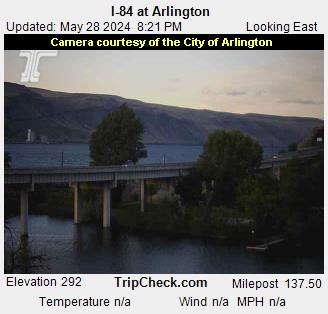 I-84 at Arlington
Updated: May 28 2024 8:21 PM Looking East
Camera courtesy of the City of Arlington
Elevation 292 TripCheck.com Milepost 137.50
Temperature n/a Wind n/a MPH n/a